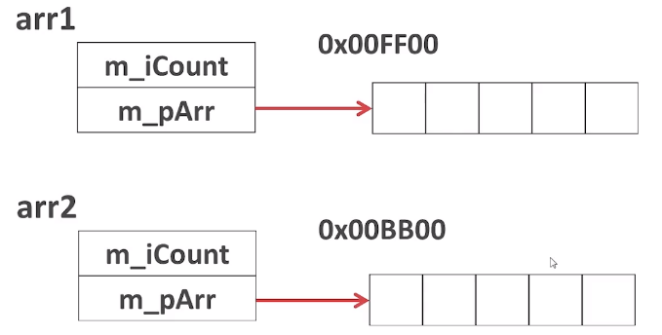 arr1
0x00FF00
m_iCount
m_pArr
arr2
0x00BB00
m_iCount
m_pArr